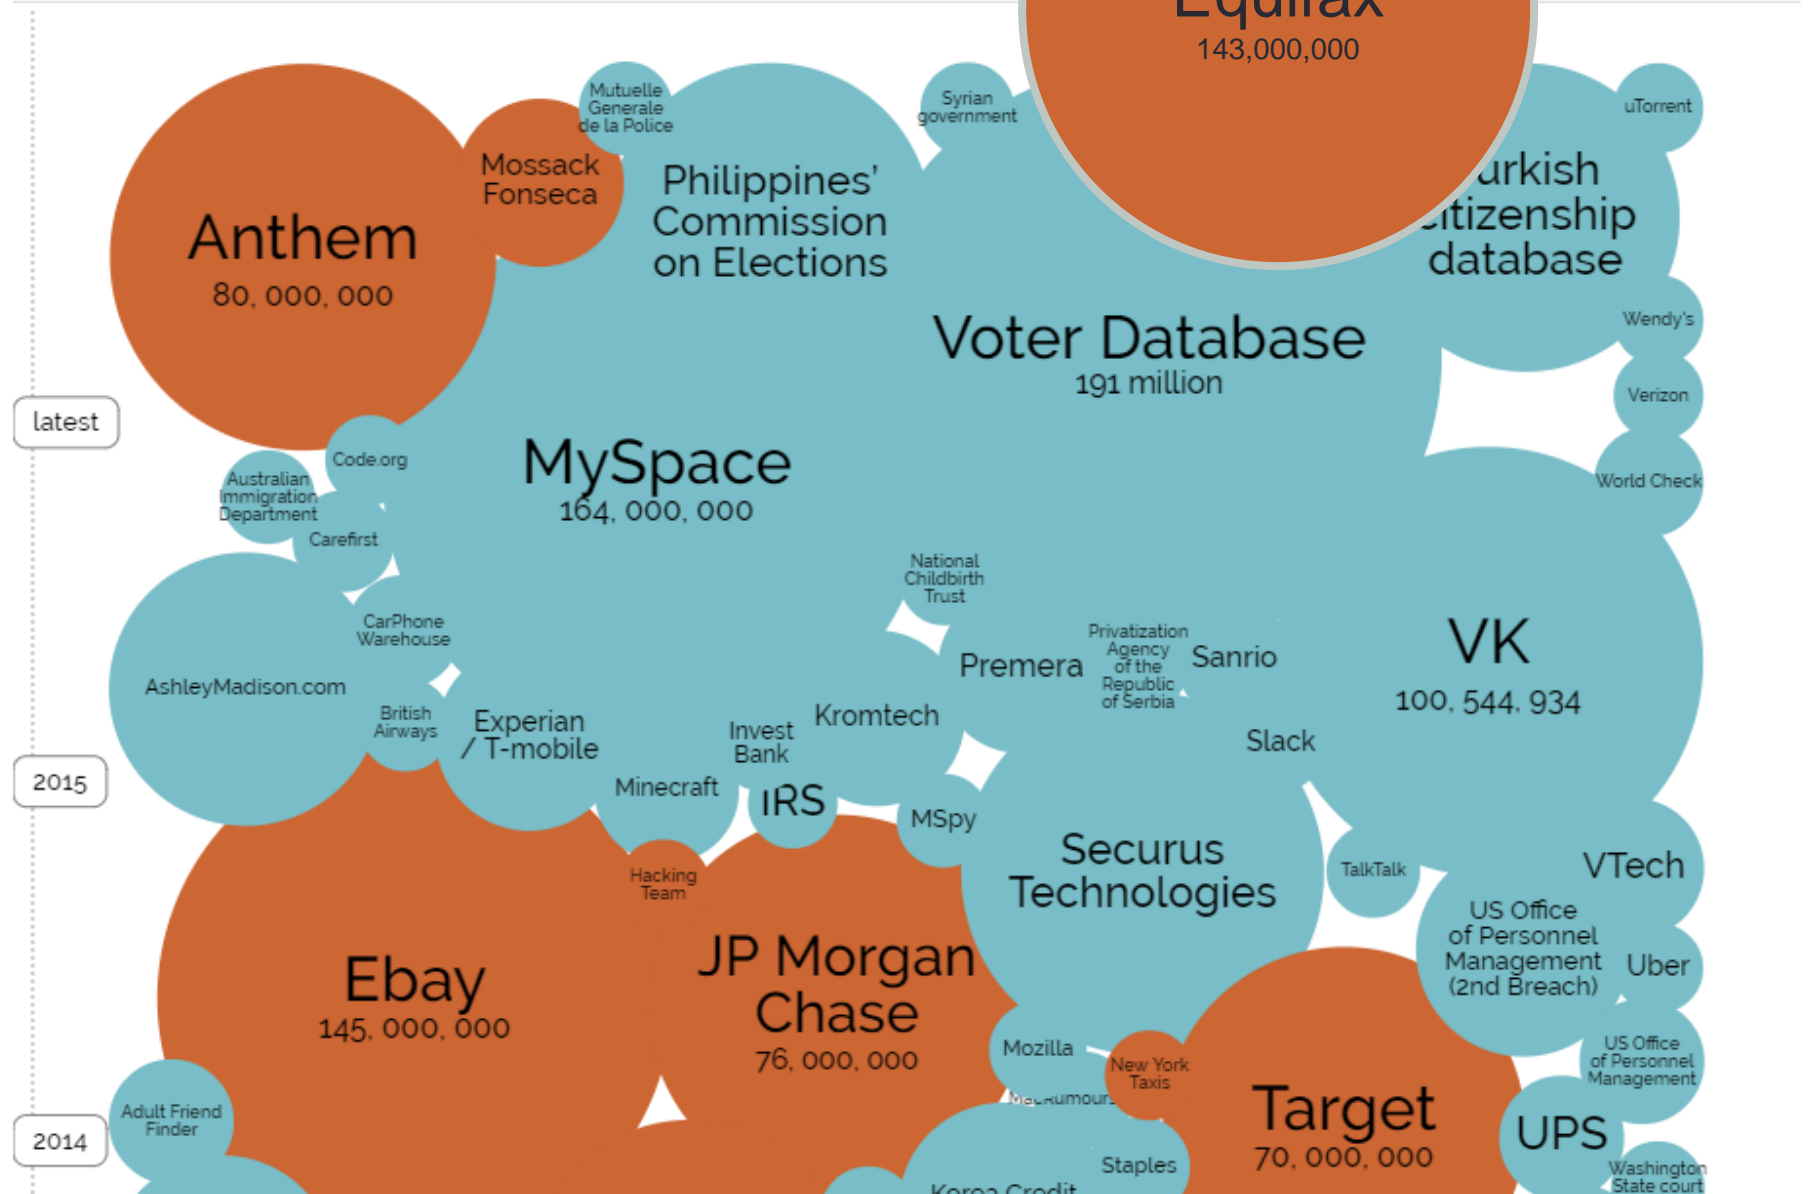 Equifax
143,000,000
Mutuelle
Generale
de la Police
Syrian
government
uTorrent
Mossack
Fonseca
Philippines'
Commission
on Elections
urkish
citizenship
database
Anthem
80, 000, 000
Voter Database
191 million
Wendy's
Verizon
latest
MySpace
164, 000, 000
Code.org
Australian
Immigration
Department
World Check
Carefirst
National
Childbirth
Trust
CarPhone
Warehouse
Privatization
Agency
of the
Republic
of Serbia
Premera
Sanrio
VK
100, 544, 934
AshleyMadison.com
British
Airways
Experian
/ T-mobile
Invest
Bank
Kromtech
Slack
2015
Minecraft
IRS
MSpy
Securus
Technologies
TalkTalk
VTech
Hacking
Team
US Office
of Personnel
Management
(2nd Breach)
Uber
Ebay
145, 000, 000
JP Morgan
Chase
76, 000, 000
Mozilla
New York
Taxis
MacRumours
US Office
of Personnel
Management
Target
70, 000, 000
UPS
2014
Adult Friend
Finder
Staples
Washington
State court
Korea Credit